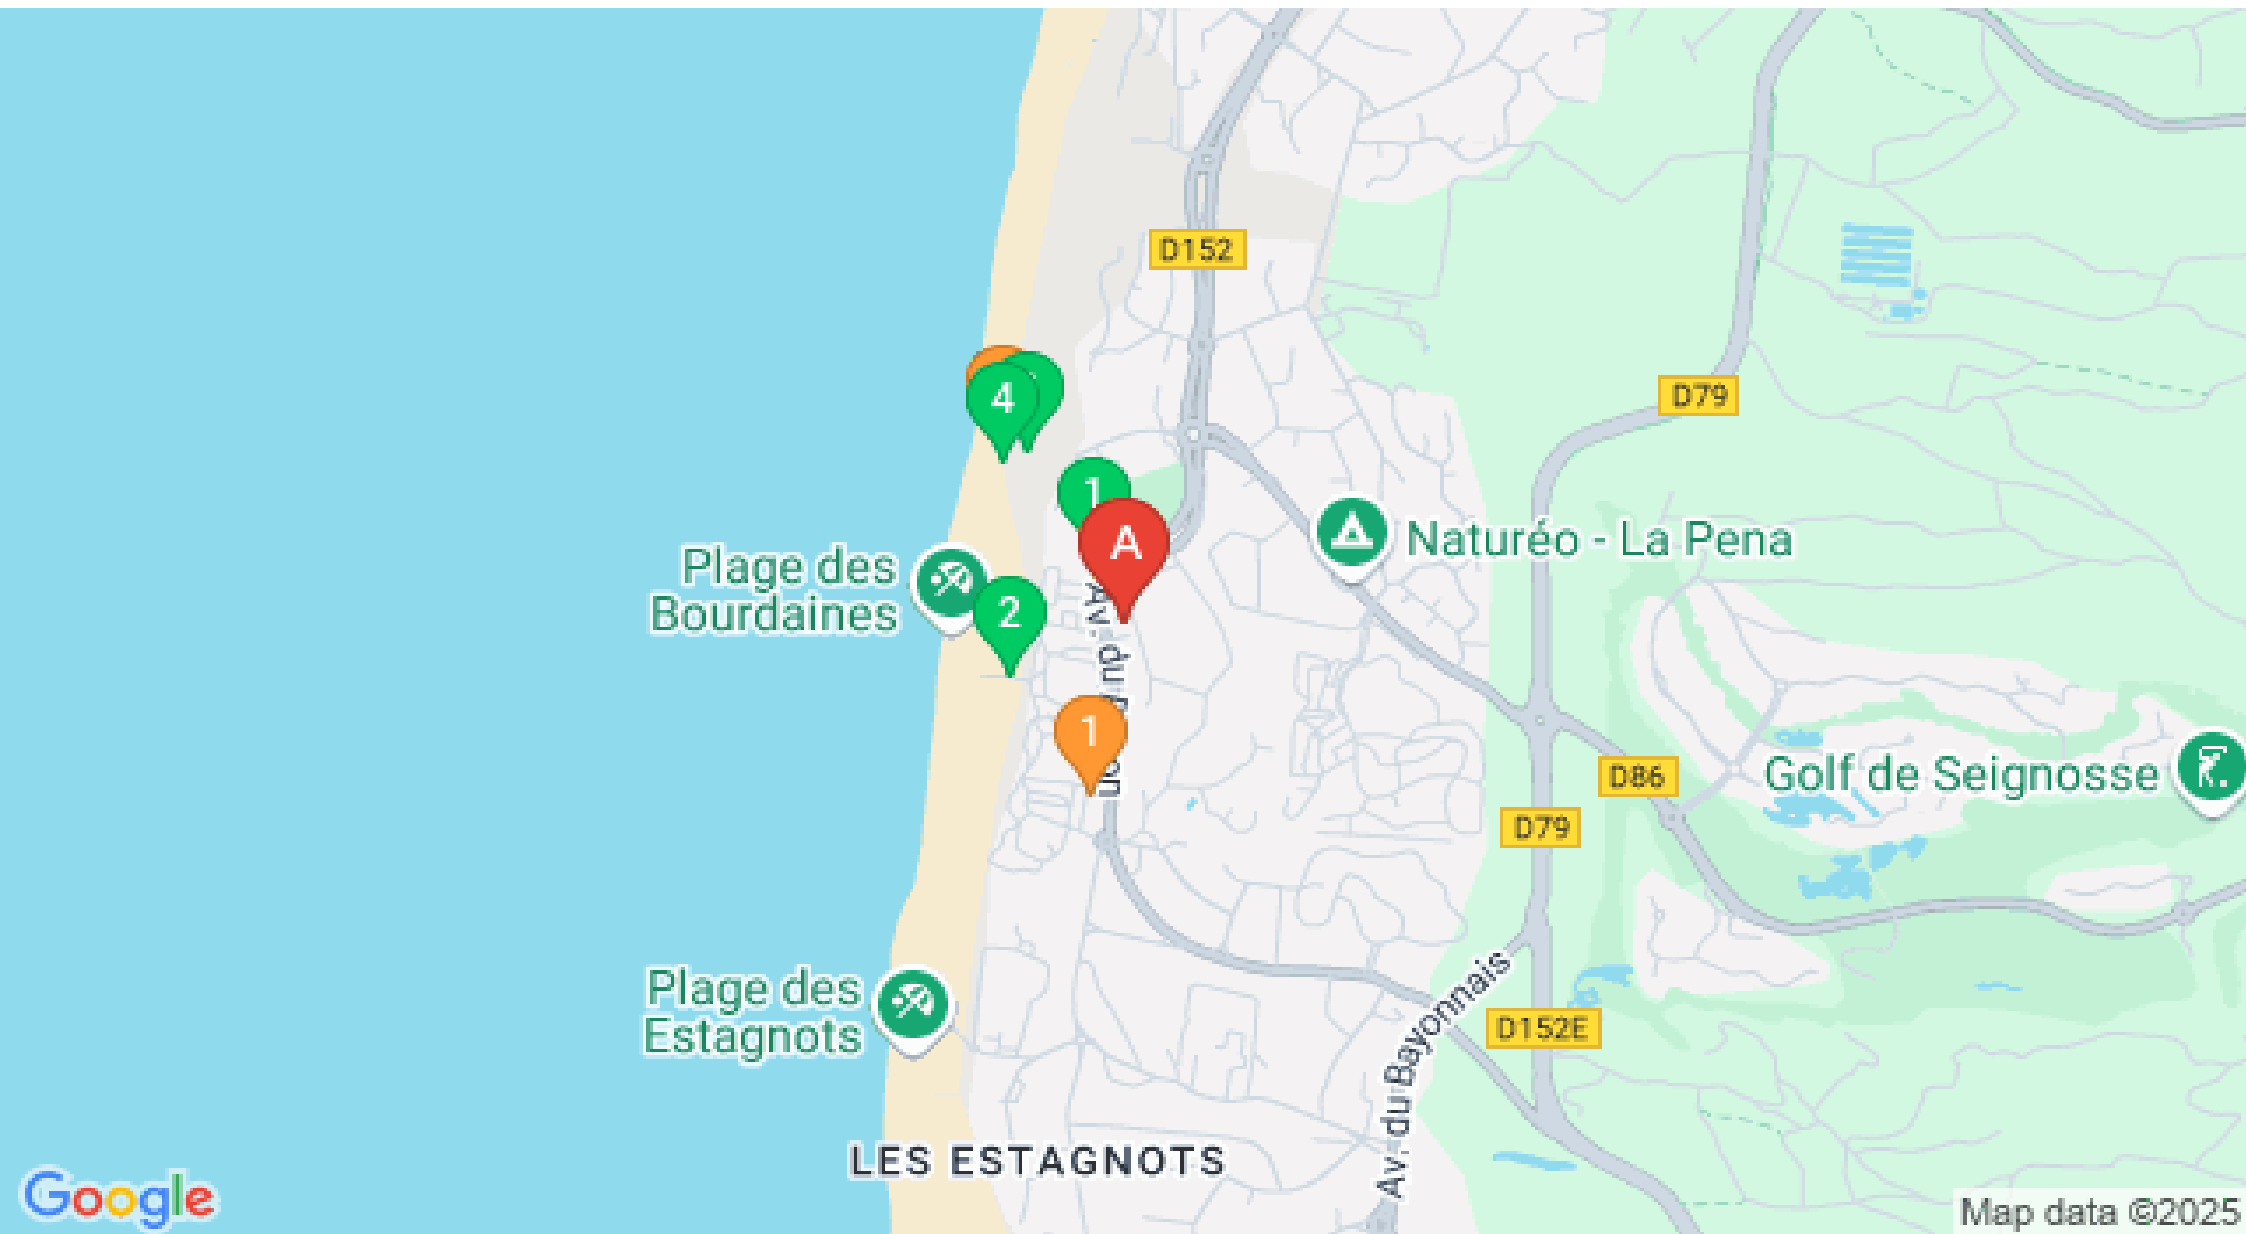 D152
D79
4
1
A
Naturéo - La Pena
Plage des
Bourdaines
2
Av. du
1
D86
Golf de Seignosse
D79
Plage des
Estagnots
D152E
Av. du Bayonnais
LES ESTAGNOTS
Google
Map data ©2025